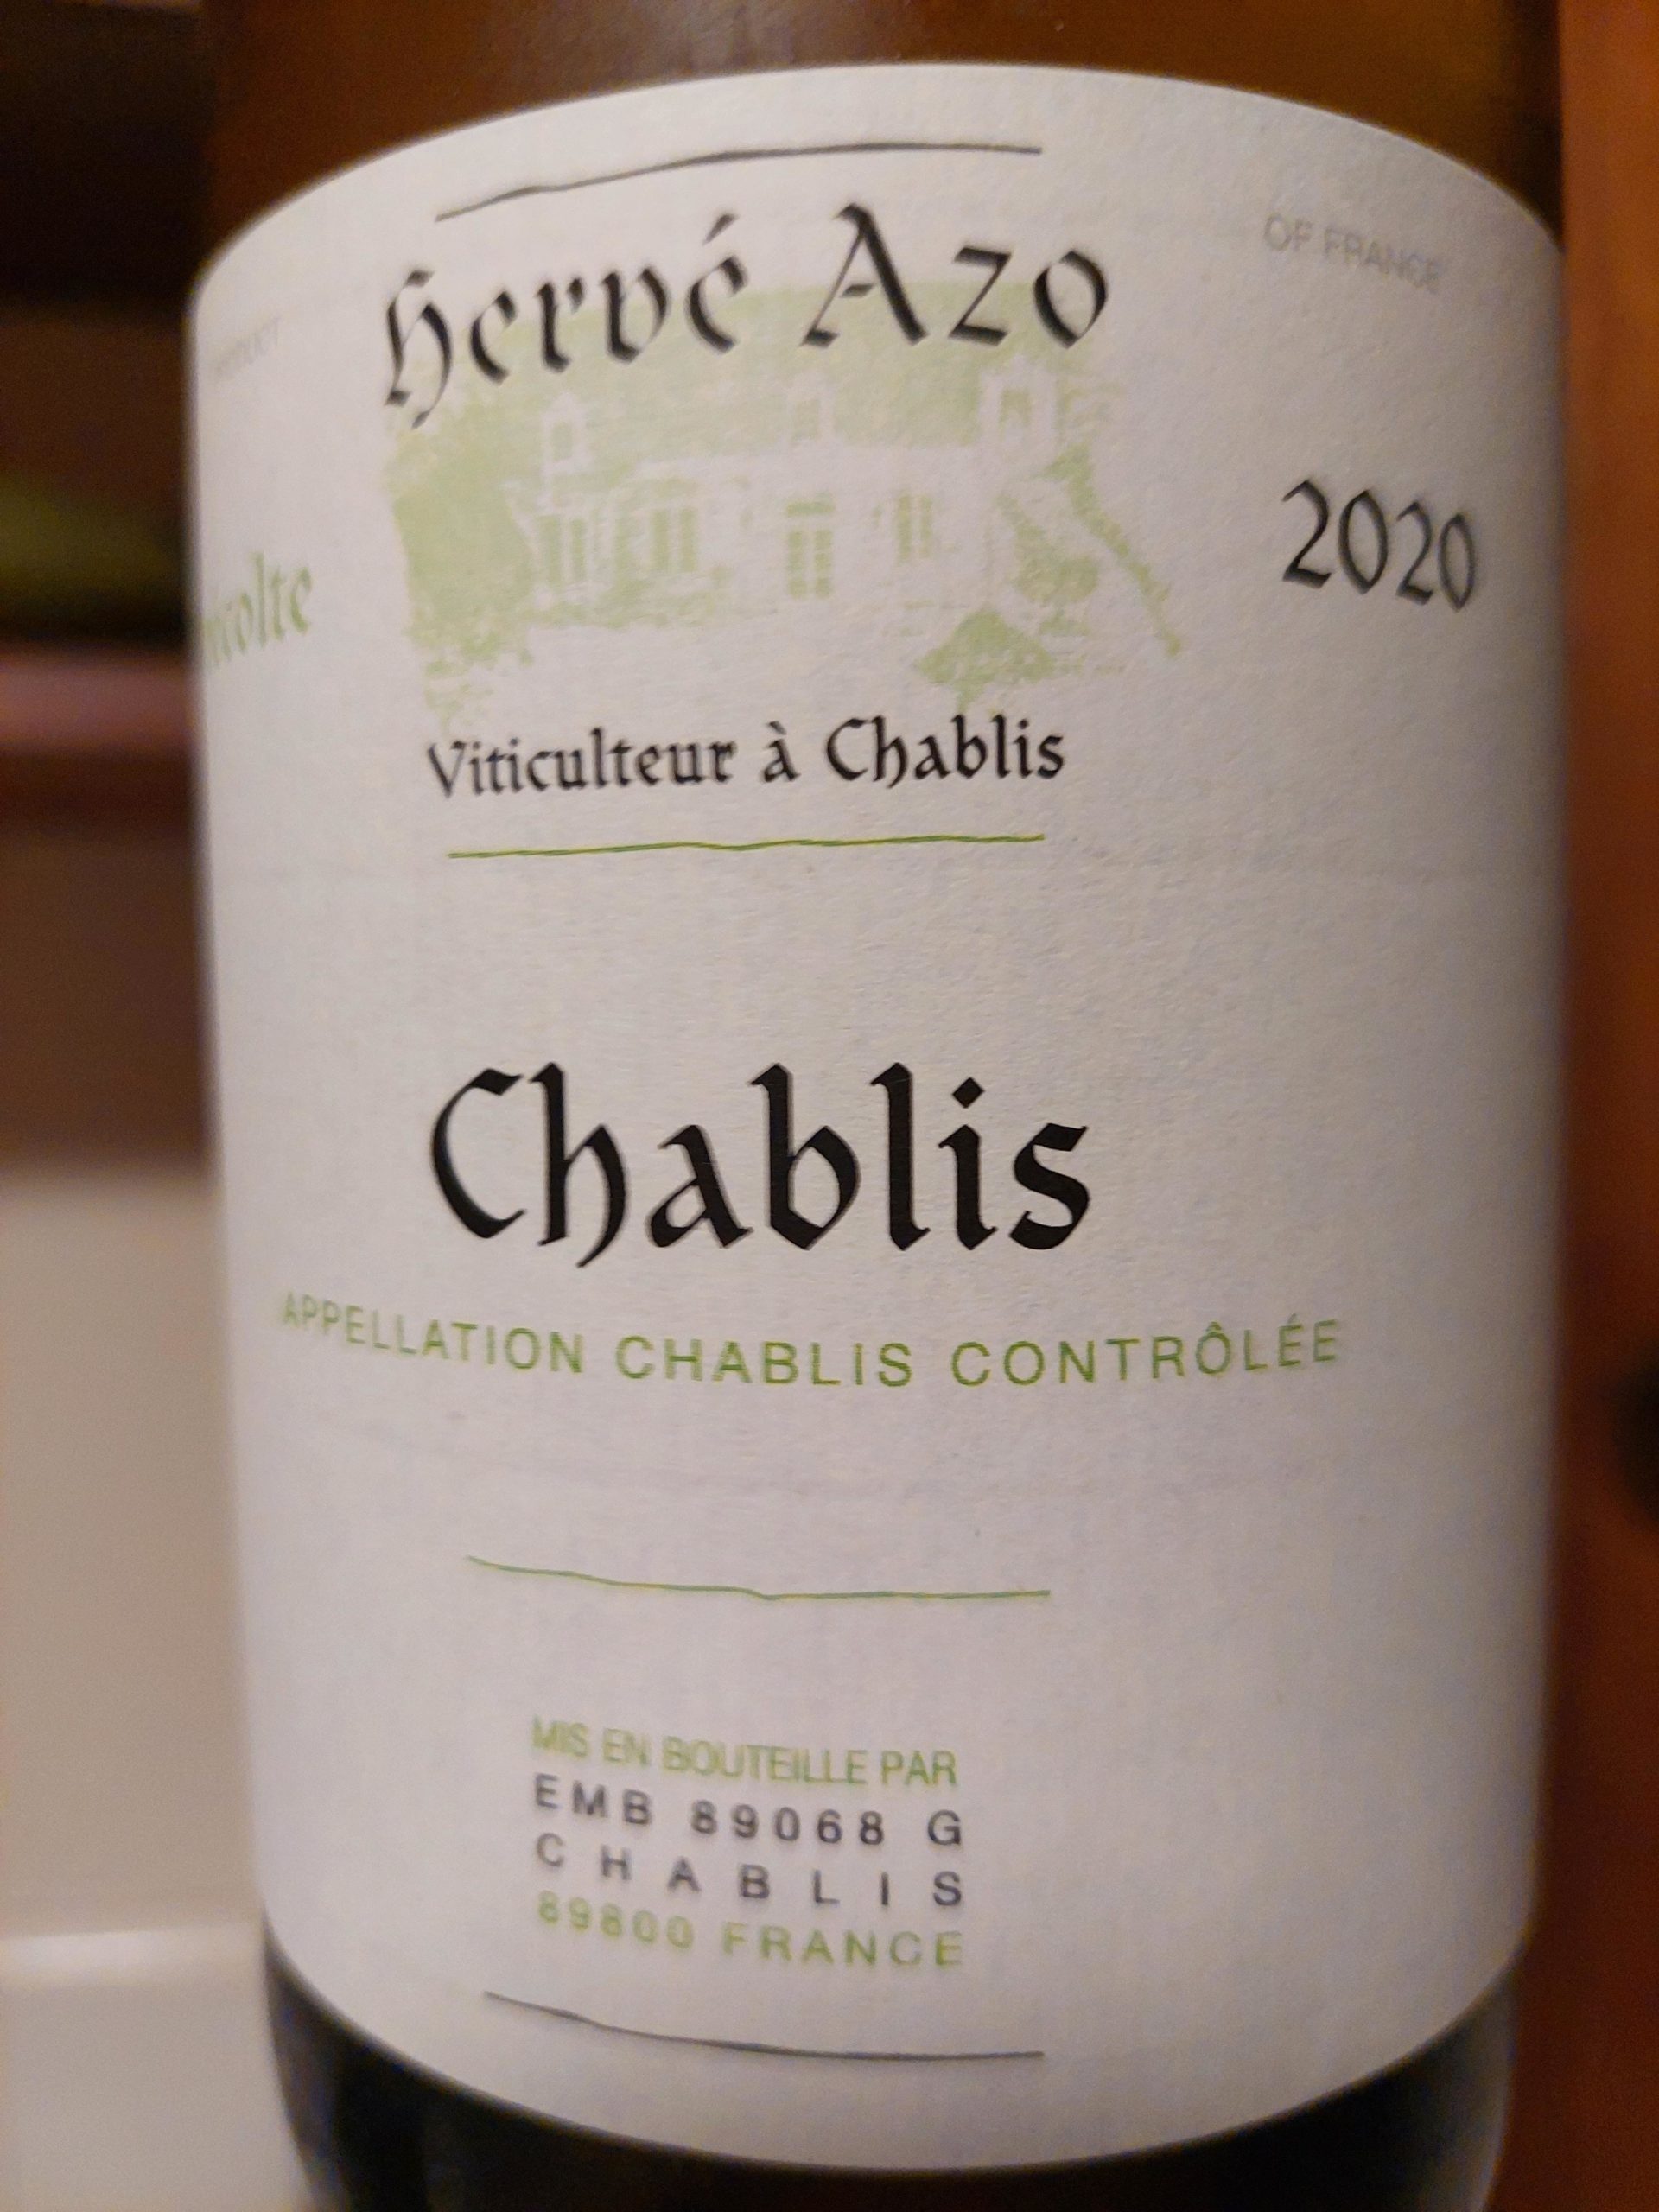 Hervé Azo
OF FRANCE
2020
Viticulteur à Chablis
Chablis
APPELLATION CHABLIS CONTRÔLÉE
MIS EN BOUTEILLE PAR
EMB 89068 G
CHABLIS
89800 FRANCE